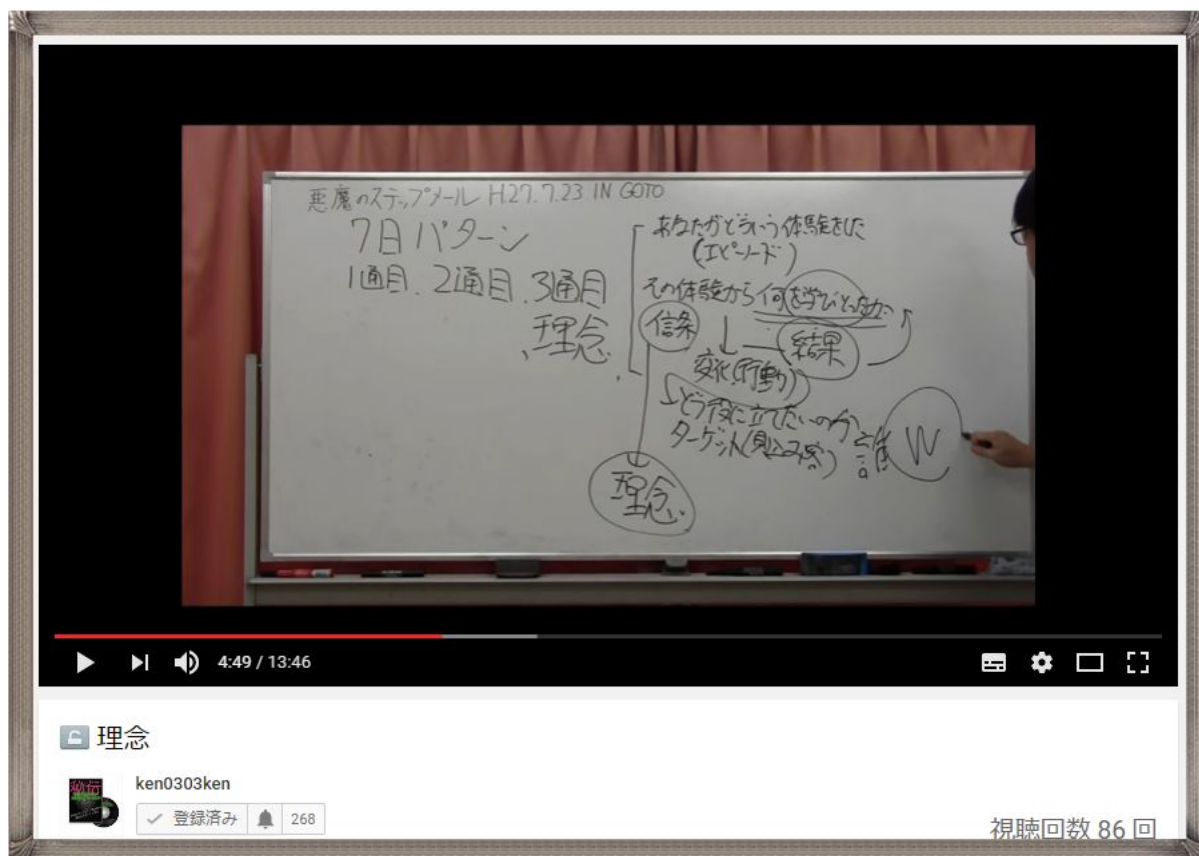 悪魔のステップメール H27.7.23 IN GOTO
7日パターン
1通目. 2通目. 3通目
理念
あなたがどういう体験をした
(エピソード)
その体験から何を学びとったか
信条
結果
変化(行動)
どう役に立てたいのか
ターゲット(見込み客)
誰
W
理念
4:49 / 13:46
理念
ken0303ken
登録済み
268
視聴回数 86 回